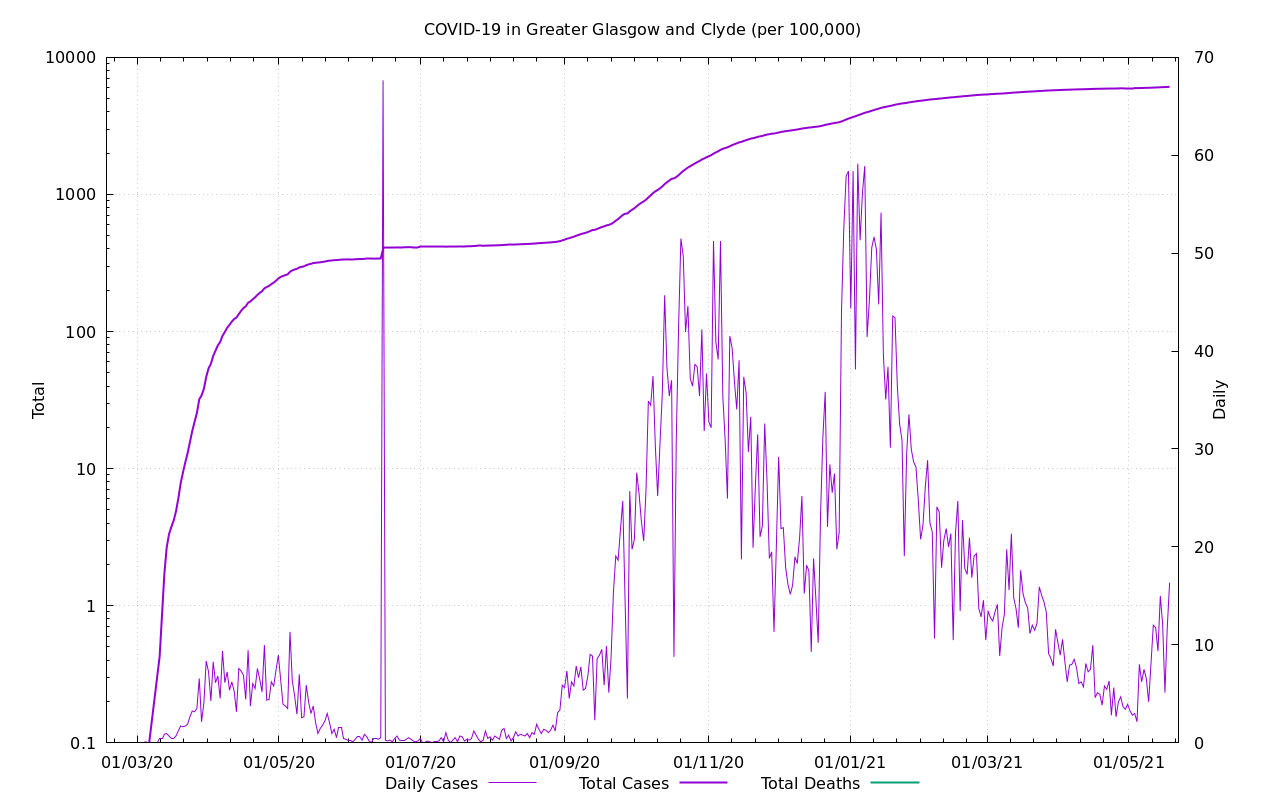 COVID-19 in Greater Glasgow and Clyde (per 100,000)
10000
1000
100
10
1
0.1
Total
70
60
50
40
30
20
10
0
Daily
01/03/20 01/05/20 01/07/20 01/09/20 01/11/20 01/01/21 01/03/21 01/05/21
Daily Cases Total Cases Total Deaths